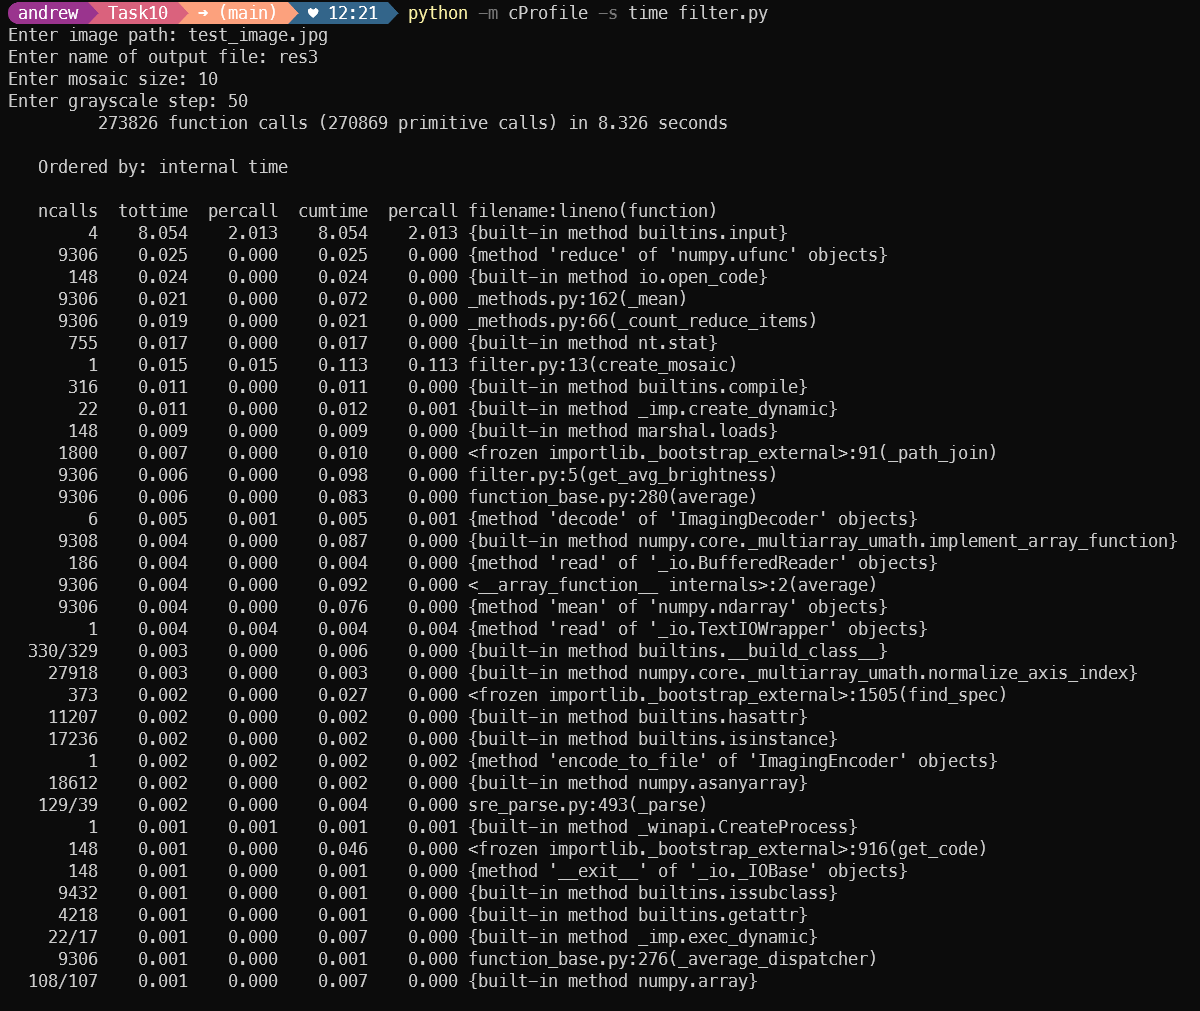 andrew Task10 → (main) ♥ 12:21 python -m cProfile -s time filter.py
Enter image path: test_image.jpg
Enter name of output file: res3
Enter mosaic size: 10
Enter grayscale step: 50
273826 function calls (270869 primitive calls) in 8.326 seconds
Ordered by: internal time
ncalls tottime percall cumtime percall filename:lineno(function)
4 8.054 2.013 8.054 2.013 {built-in method builtins.input}
9306 0.025 0.000 0.025 0.000 {method 'reduce' of 'numpy.ufunc' objects}
148 0.024 0.000 0.024 0.000 {built-in method io.open_code}
9306 0.021 0.000 0.072 0.000 _methods.py:162(_mean)
9306 0.019 0.000 0.021 0.000 _methods.py:66(_count_reduce_items)
755 0.017 0.000 0.017 0.000 {built-in method nt.stat}
1 0.015 0.015 0.113 0.113 filter.py:13(create_mosaic)
316 0.011 0.000 0.011 0.000 {built-in method builtins.compile}
22 0.011 0.000 0.012 0.001 {built-in method _imp.create_dynamic}
148 0.009 0.000 0.009 0.000 {built-in method marshal.loads}
1800 0.007 0.000 0.010 0.000 <frozen importlib._bootstrap_external>:91(_path_join)
9306 0.006 0.000 0.098 0.000 filter.py:5(get_avg_brightness)
9306 0.006 0.000 0.083 0.000 function_base.py:280(average)
6 0.005 0.001 0.005 0.001 {method 'decode' of 'ImagingDecoder' objects}
9308 0.004 0.000 0.087 0.000 {built-in method numpy.core._multiarray_umath.implement_array_function}
186 0.004 0.000 0.004 0.000 {method 'read' of '_io.BufferedReader' objects}
9306 0.004 0.000 0.092 0.000 <__array_function__ internals>:2(average)
9306 0.004 0.000 0.076 0.000 {method 'mean' of 'numpy.ndarray' objects}
1 0.004 0.004 0.004 0.004 {method 'read' of '_io.TextIOWrapper' objects}
330/329 0.003 0.000 0.006 0.000 {built-in method builtins.__build_class__}
27918 0.003 0.000 0.003 0.000 {built-in method numpy.core._multiarray_umath.normalize_axis_index}
373 0.002 0.000 0.027 0.000 <frozen importlib._bootstrap_external>:1505(find_spec)
11207 0.002 0.000 0.002 0.000 {built-in method builtins.hasattr}
17236 0.002 0.000 0.002 0.000 {built-in method builtins.isinstance}
1 0.002 0.002 0.002 0.002 {method 'encode_to_file' of 'ImagingEncoder' objects}
18612 0.002 0.000 0.002 0.000 {built-in method numpy.asanyarray}
129/39 0.002 0.000 0.004 0.000 sre_parse.py:493(_parse)
1 0.001 0.001 0.001 0.001 {built-in method _winapi.CreateProcess}
148 0.001 0.000 0.046 0.000 <frozen importlib._bootstrap_external>:916(get_code)
148 0.001 0.000 0.001 0.000 {method '__exit__' of '_io._IOBase' objects}
9432 0.001 0.000 0.001 0.000 {built-in method builtins.issubclass}
4218 0.001 0.000 0.001 0.000 {built-in method builtins.getattr}
22/17 0.001 0.000 0.007 0.000 {built-in method _imp.exec_dynamic}
9306 0.001 0.000 0.001 0.000 function_base.py:276(_average_dispatcher)
108/107 0.001 0.000 0.007 0.000 {built-in method numpy.array}